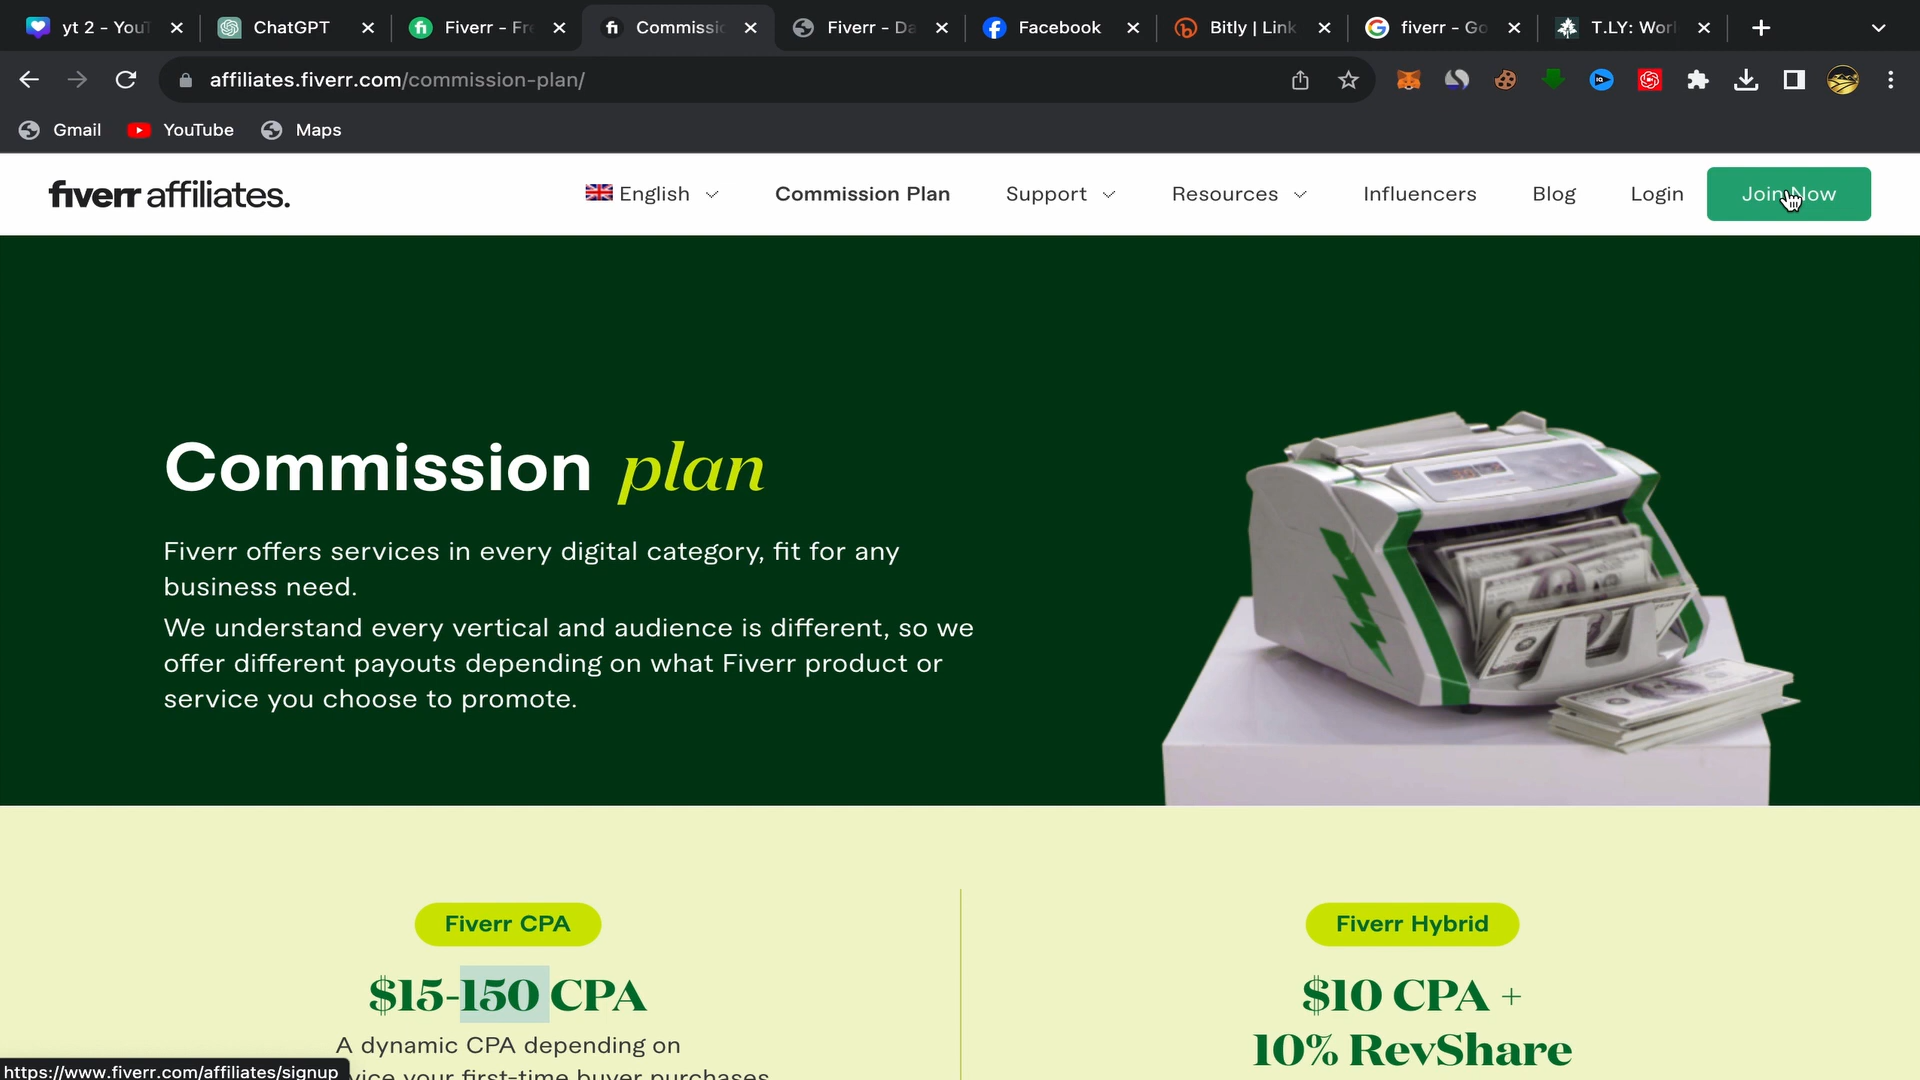 yt 2 - YouT
ChatGPT
Fiverr - Fre
Commissio
Fiverr - Da
Facebook
Bitly | Link
fiverr - Go
T.LY: Worl
affiliates.fiverr.com/commission-plan/
Gmail
YouTube
Maps
fiverr affiliates.
English
Commission Plan
Support
Resources
Influencers
Blog
Login
Join Now
Commission plan
Fiverr offers services in every digital category, fit for any
business need.
We understand every vertical and audience is different, so we
offer different payouts depending on what Fiverr product or
service you choose to promote.
Fiverr CPA
$15-150 CPA
A dynamic CPA depending on
vice your first-time buyer purchases
Fiverr Hybrid
$10 CPA +
10% RevShare
https://www.fiverr.com/affiliates/signup